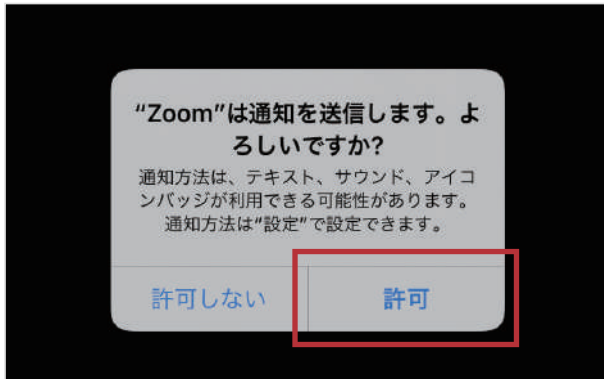 “Zoom”は通知を送信します。よ
ろしいですか?
通知方法は、テキスト、サウンド、アイコ
ンバッジが利用できる可能性があります。
通知方法は“設定”で設定できます。
許可しない
許可